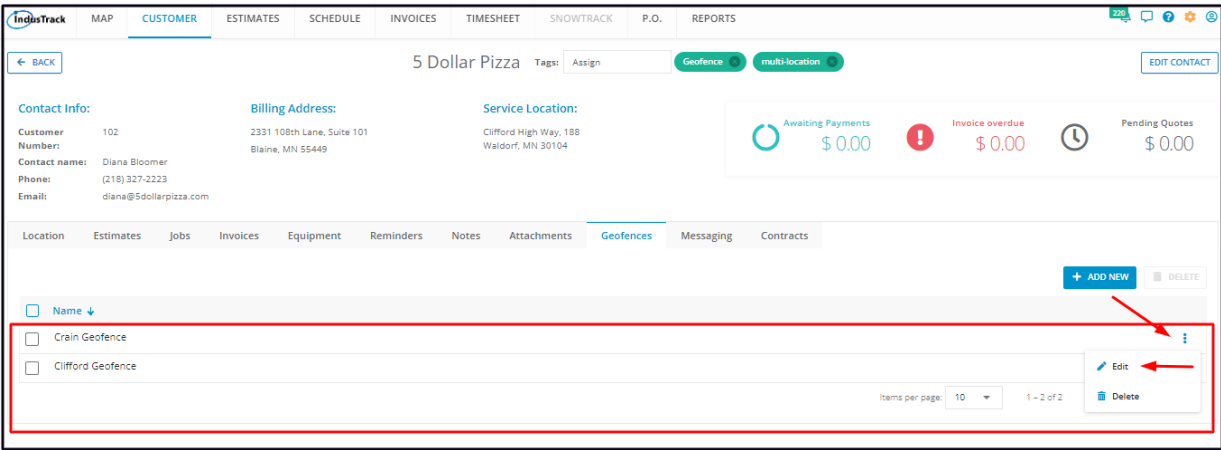 IndusTrack MAP CUSTOMER ESTIMATES SCHEDULE INVOICES TIMESHEET SNOWTRACK P.O. REPORTS 220
BACK 5 Dollar Pizza Tags: Assign Geofence multi-location EDIT CONTACT
Contact Info:
Customer Number: 102
Contact name: Diana Bloomer
Phone: (218) 327-2223
Email: diana@5dollarpizza.com
Billing Address:
2331 108th Lane, Suite 101
Blaine, MN 55449
Service Location:
Clifford High Way, 188
Waldorf, MN 30104
Awaiting Payments
$ 0.00
Invoice overdue
$ 0.00
Pending Quotes
$ 0.00
Location Estimates Jobs Invoices Equipment Reminders Notes Attachments Geofences Messaging Contracts
+ ADD NEW DELETE
Name
Crain Geofence
Clifford Geofence
Edit
Delete
Items per page: 10 1 – 2 of 2